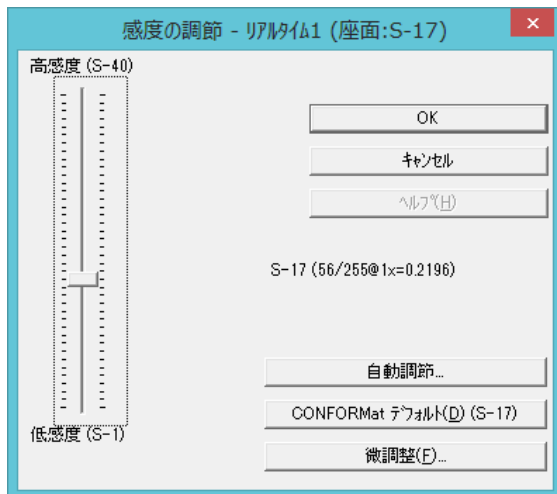 感度の調節 - リアルタイム1 (座面:S-17)
高感度 (S-40)
OK
キャンセル
ヘルプ(H)
S-17 (56/255@1x=0.2196)
自動調節...
CONFORMat デフォルト(D) (S-17)
低感度 (S-1)
微調整(F)...